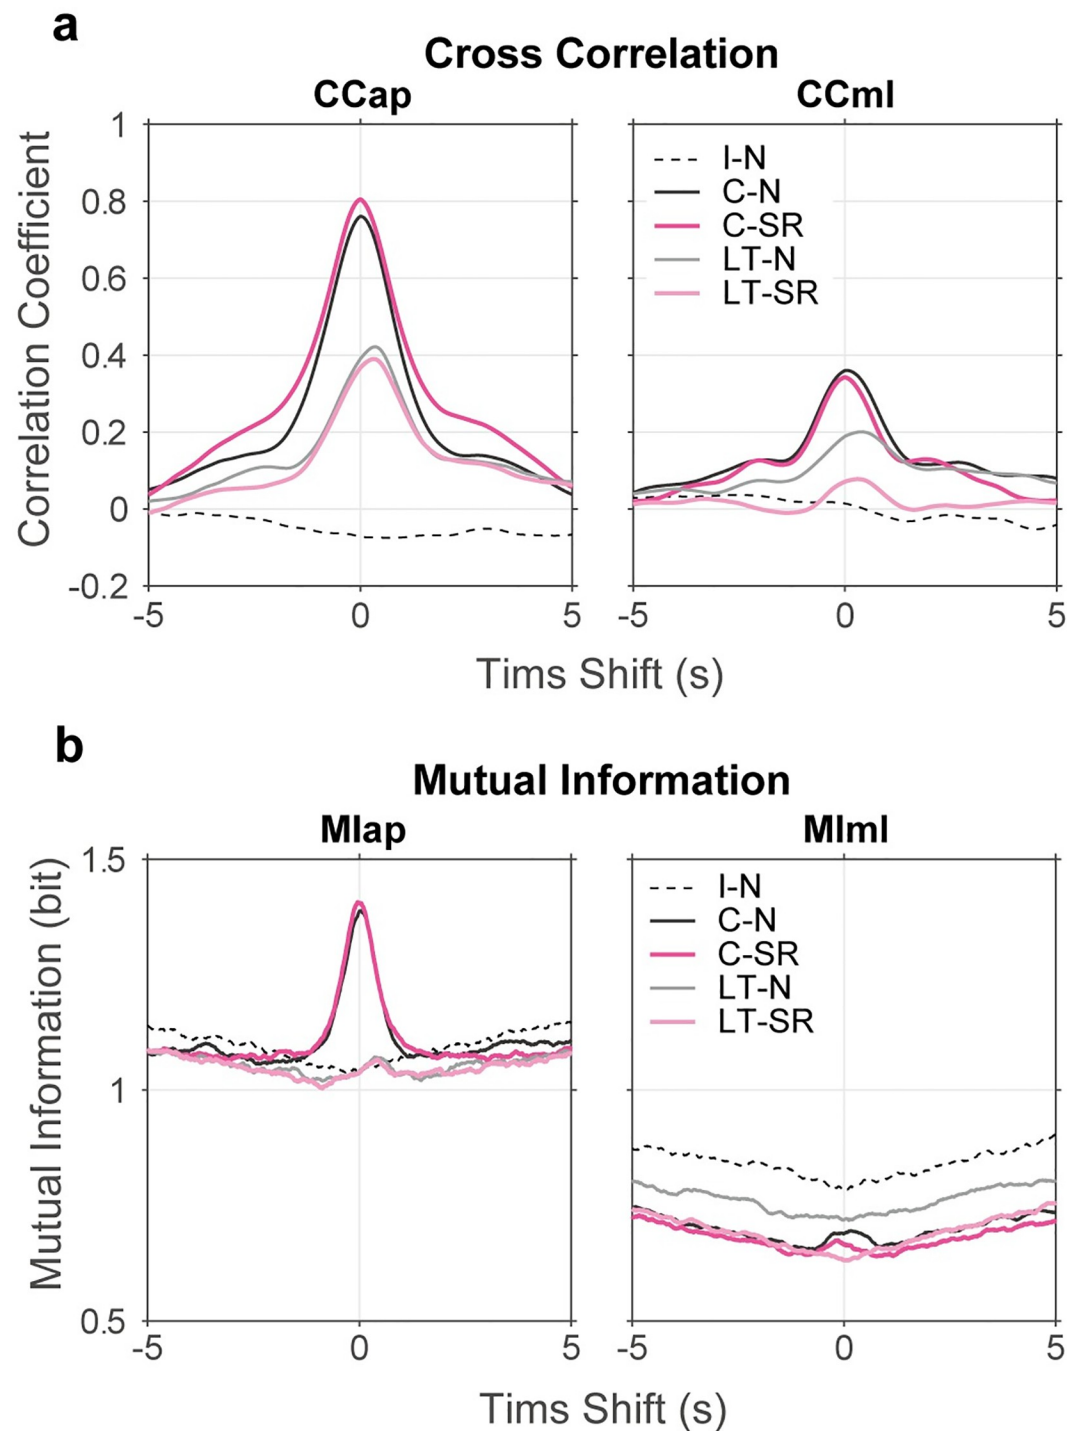 a
Cross Correlation
CCap
CCml
Correlation Coefficient
1
0.8
0.6
0.4
0.2
0
-0.2
I-N
C-N
C-SR
LT-N
LT-SR
-5
0
5
-5
0
5
Tims Shift (s)
b
Mutual Information
MIap
MIml
Mutual Information (bit)
1.5
1
0.5
I-N
C-N
C-SR
LT-N
LT-SR
-5
0
5
-5
0
5
Tims Shift (s)